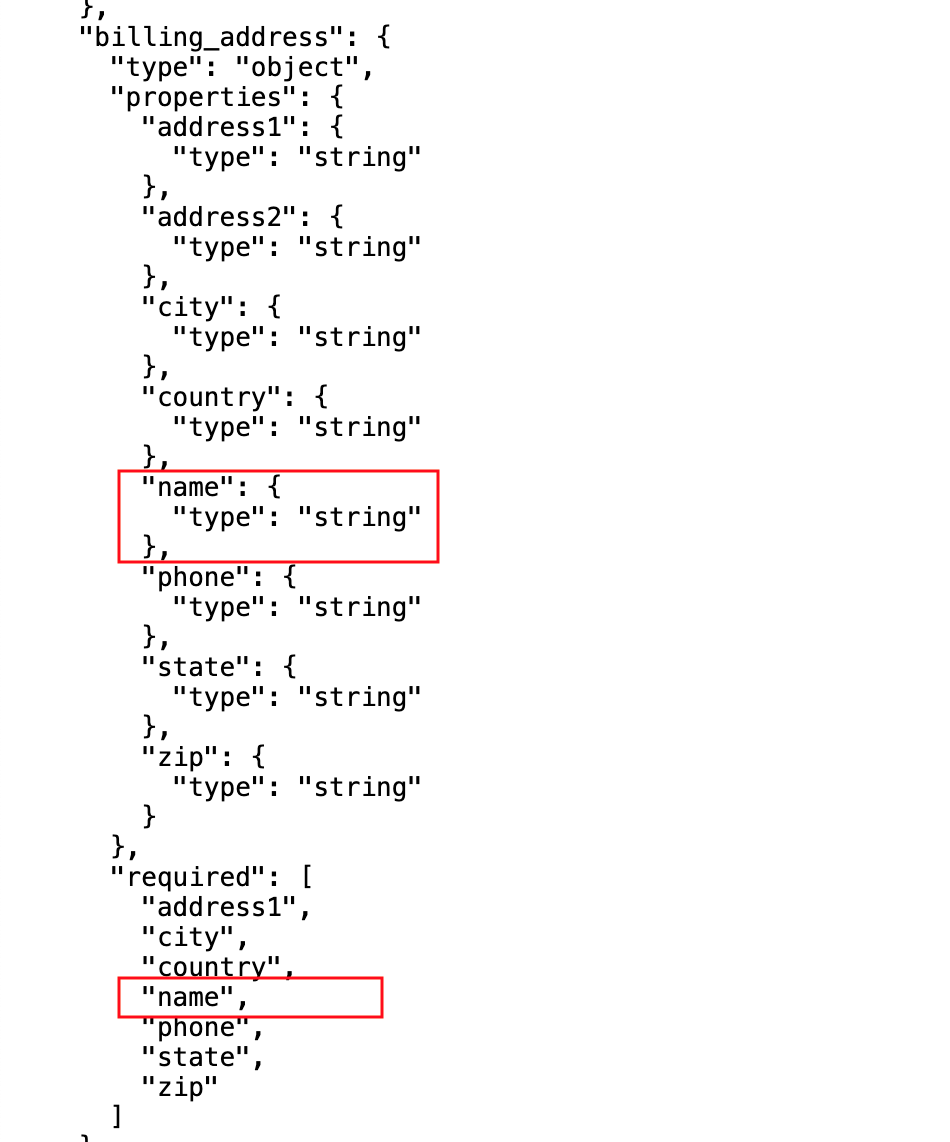 },
"billing_address": {
"type": "object",
"properties": {
"address1": {
"type": "string"
},
"address2": {
"type": "string"
},
"city": {
"type": "string"
},
"country": {
"type": "string"
},
"name": {
"type": "string"
},
"phone": {
"type": "string"
},
"state": {
"type": "string"
},
"zip": {
"type": "string"
}
},
"required": [
"address1",
"city",
"country",
"name",
"phone",
"state",
"zip"
]
}